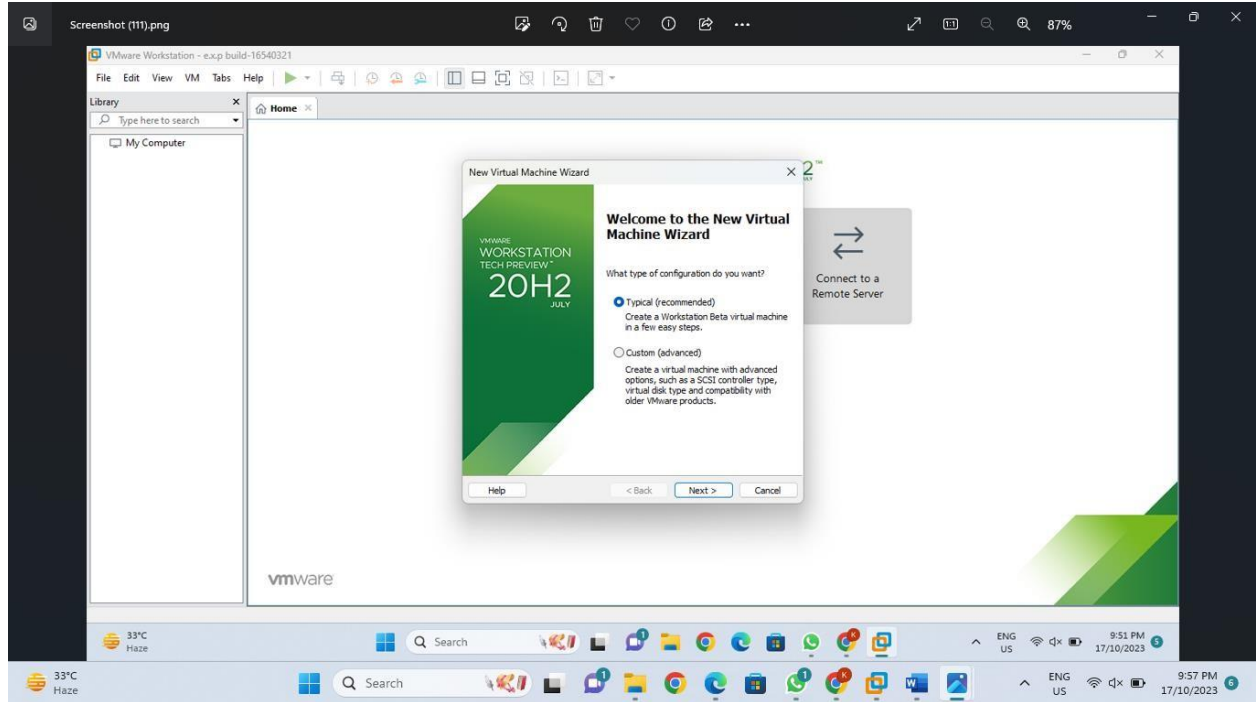 Screenshot (111).png
87%
VMware Workstation - e.x.p build-16540321
File Edit View VM Tabs Help
Library
Type here to search
My Computer
Home
New Virtual Machine Wizard
2™
VMWARE
WORKSTATION
TECH PREVIEW™
20H2
JULY
Welcome to the New Virtual
Machine Wizard
What type of configuration do you want?
Typical (recommended)
Create a Workstation Beta virtual machine
in a few easy steps.
Custom (advanced)
Create a virtual machine with advanced
options, such as a SCSI controller type,
virtual disk type and compatibility with
older VMware products.
Help < Back Next > Cancel
Connect to a
Remote Server
vmware
33°C
Haze
Search
ENG
US
9:51 PM
17/10/2023
5
33°C
Haze
Search
ENG
US
9:57 PM
17/10/2023
6